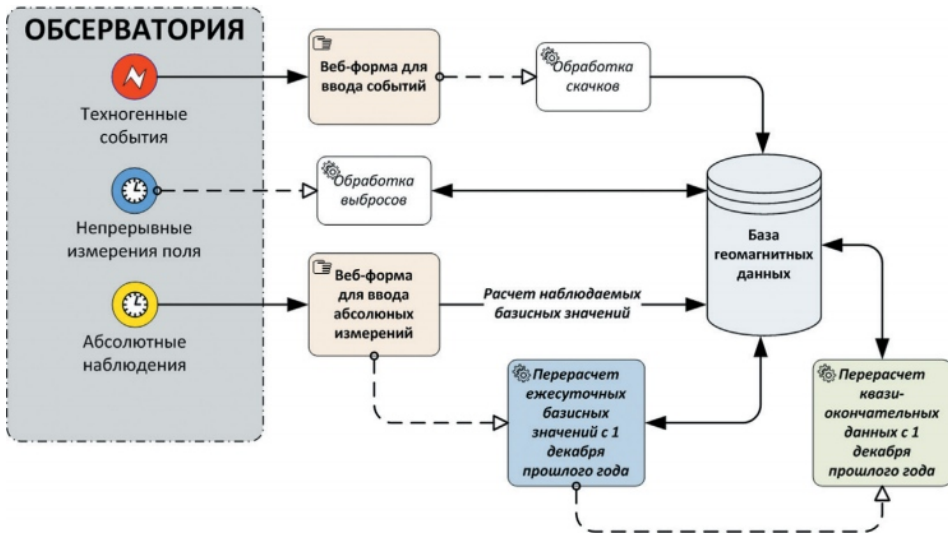 ОБСЕРВАТОРИЯ
Техногенные
события
Непрерывные
измерения поля
Абсолютные
наблюдения
Веб-форма для
ввода событий
Обработка
скачков
Обработка
выбросов
Веб-форма
для ввода
абсолюных
измерений
Расчет наблюдаемых
базисных значений
База
геомагнитных
данных
Перерасчет
ежесуточных
базисных
значений с 1
декабря
прошлого года
Перерасчет
квази-
окончательных
данных с 1
декабря
прошлого года